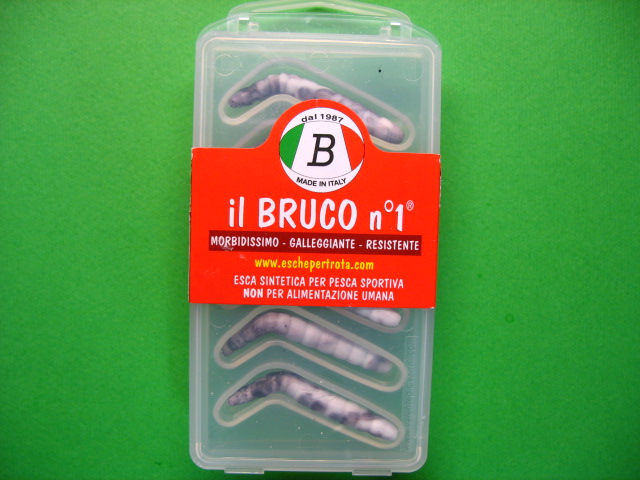 dal 1987
B
MADE IN ITALY
il BRUCO n°1®
MORBIDISSIMO - GALLEGGIANTE - RESISTENTE
www.eschepertrota.com
ESCA SINTETICA PER PESCA SPORTIVA
NON PER ALIMENTAZIONE UMANA